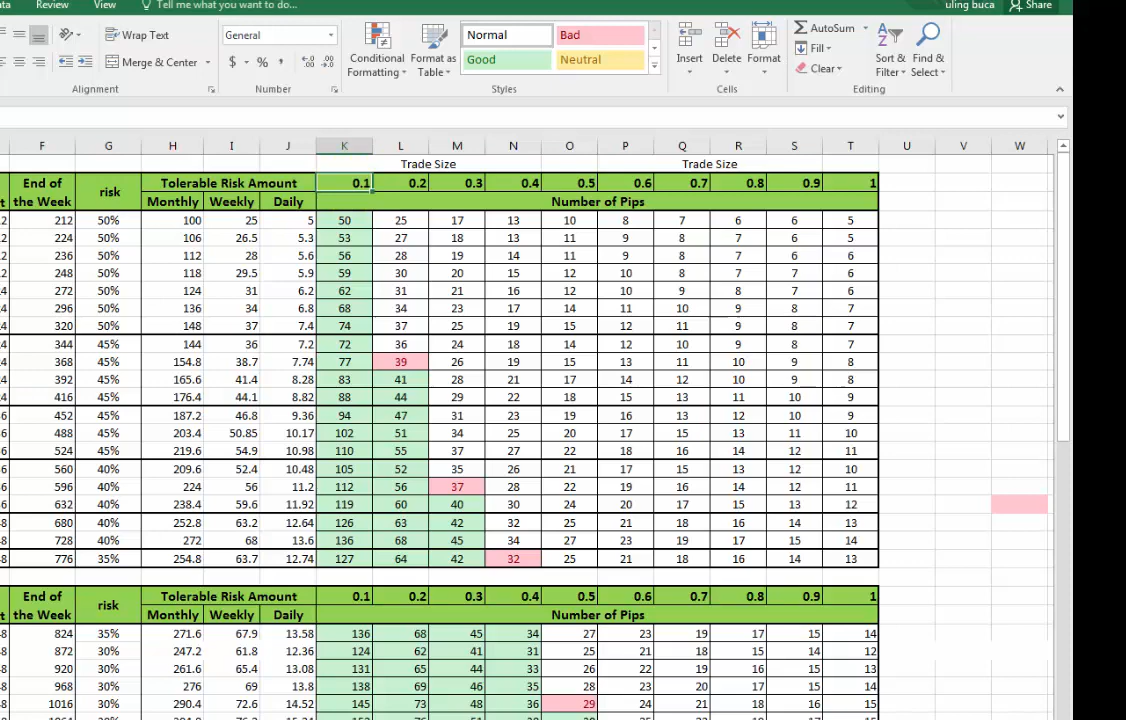 ta Review View Tell me what you want to do... uling buca Share
Wrap Text General Normal Bad AutoSum
Conditional Format as Good Neutral Insert Delete Format Fill Sort & Find &
Merge & Center $ % , Formatting Table Clear Filter Select
Alignment Number Styles Cells Editing
F G H I J K L M N O P Q R S T U V W
Trade Size Trade Size
End of risk Tolerable Risk Amount 0.1 0.2 0.3 0.4 0.5 0.6 0.7 0.8 0.9 1
t the Week Monthly Weekly Daily Number of Pips
2 212 50% 100 25 5 50 25 17 13 10 8 7 6 6 5
2 224 50% 106 26.5 5.3 53 27 18 13 11 9 8 7 6 5
2 236 50% 112 28 5.6 56 28 19 14 11 9 8 7 6 6
2 248 50% 118 29.5 5.9 59 30 20 15 12 10 8 7 7 6
4 272 50% 124 31 6.2 62 31 21 16 12 10 9 8 7 6
4 296 50% 136 34 6.8 68 34 23 17 14 11 10 9 8 7
4 320 50% 148 37 7.4 74 37 25 19 15 12 11 9 8 7
4 344 45% 144 36 7.2 72 36 24 18 14 12 10 9 8 7
4 368 45% 154.8 38.7 7.74 77 39 26 19 15 13 11 10 9 8
4 392 45% 165.6 41.4 8.28 83 41 28 21 17 14 12 10 9 8
4 416 45% 176.4 44.1 8.82 88 44 29 22 18 15 13 11 10 9
6 452 45% 187.2 46.8 9.36 94 47 31 23 19 16 13 12 10 9
6 488 45% 203.4 50.85 10.17 102 51 34 25 20 17 15 13 11 10
6 524 45% 219.6 54.9 10.98 110 55 37 27 22 18 16 14 12 11
6 560 40% 209.6 52.4 10.48 105 52 35 26 21 17 15 13 12 10
6 596 40% 224 56 11.2 112 56 37 28 22 19 16 14 12 11
6 632 40% 238.4 59.6 11.92 119 60 40 30 24 20 17 15 13 12
8 680 40% 252.8 63.2 12.64 126 63 42 32 25 21 18 16 14 13
8 728 40% 272 68 13.6 136 68 45 34 27 23 19 17 15 14
8 776 35% 254.8 63.7 12.74 127 64 42 32 25 21 18 16 14 13
End of risk Tolerable Risk Amount 0.1 0.2 0.3 0.4 0.5 0.6 0.7 0.8 0.9 1
t the Week Monthly Weekly Daily Number of Pips
8 824 35% 271.6 67.9 13.58 136 68 45 34 27 23 19 17 15 14
8 872 30% 247.2 61.8 12.36 124 62 41 31 25 21 18 15 14 12
8 920 30% 261.6 65.4 13.08 131 65 44 33 26 22 19 16 15 13
8 968 30% 276 69 13.8 138 69 46 35 28 23 20 17 15 14
8 1016 30% 290.4 72.6 14.52 145 73 48 36 29 24 21 18 16 15